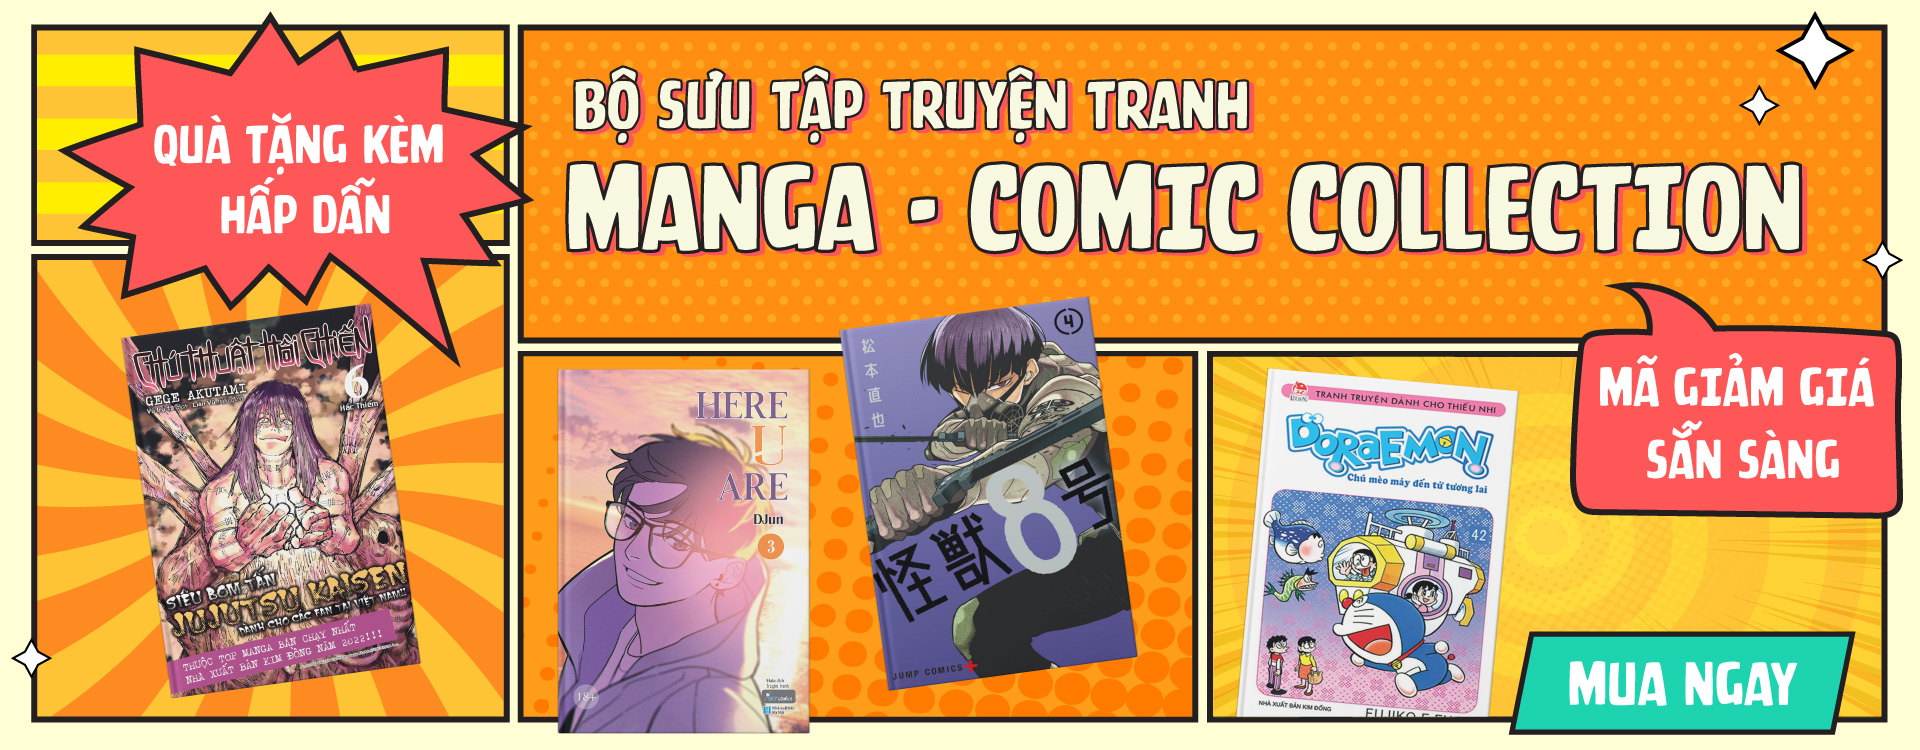 QUÀ TẶNG KÈM
HẤP DẪN
BỘ SƯU TẬP TRUYỆN TRANH
MANGA - COMIC COLLECTION
MÃ GIẢM GIÁ
SẴN SÀNG
MUA NGAY
CHÚ THUẬT HỒI CHIẾN
GEGE AKUTAMI
6
Hắc Thiểm
SIÊU BOM TẤN
JUJUTSU KAISEN
DÀNH CHO CÁC FAN TẠI VIỆT NAM!!
THUỘC TOP MANGA BÁN CHẠY NHẤT
NHÀ XUẤT BẢN KIM ĐỒNG NĂM 2022!!!
HERE
U
ARE
DJun
3
18+
4
松本直也
怪獣8号
JUMP COMICS+
TRANH TRUYỆN DÀNH CHO THIẾU NHI
DORAEMON
Chú mèo máy đến từ tương lai
42
NHÀ XUẤT BẢN KIM ĐỒNG